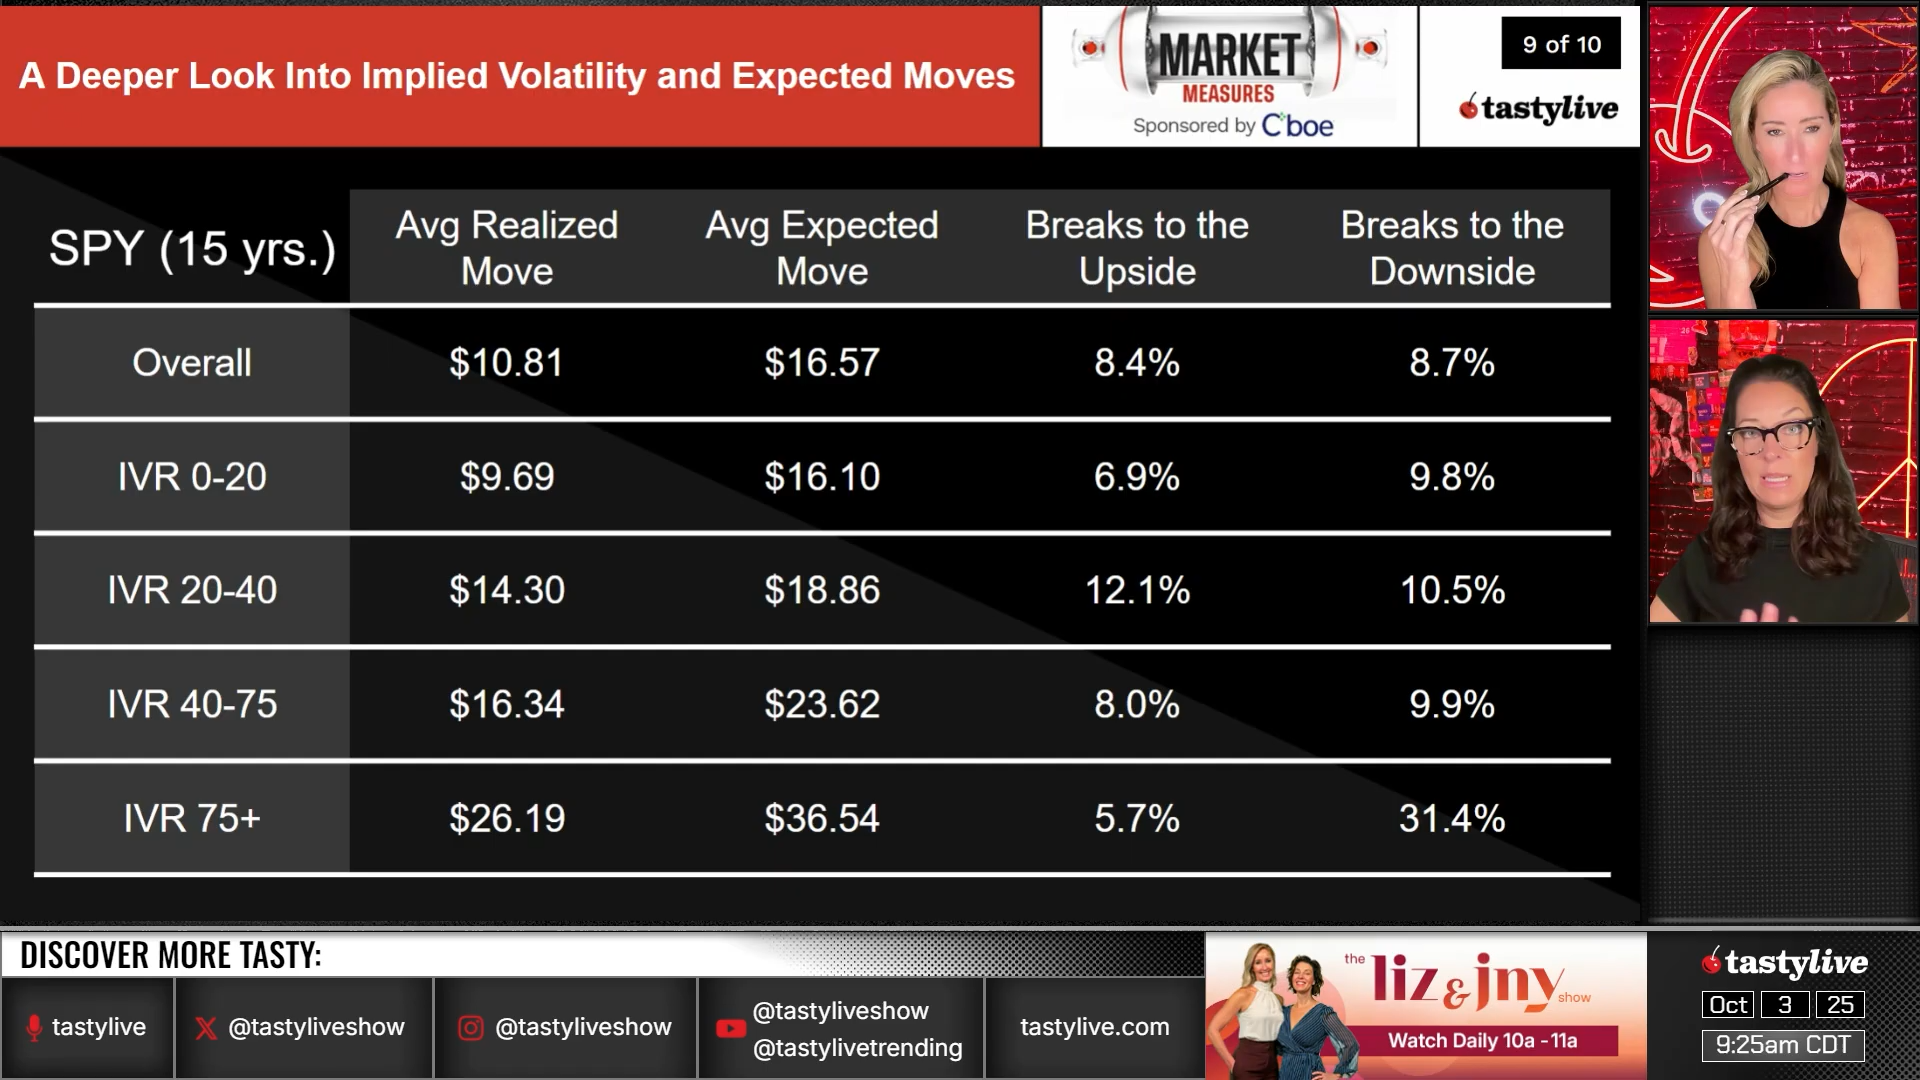 A Deeper Look Into Implied Volatility and Expected Moves
MARKET
MEASURES
Sponsored by Cboe
9 of 10
tastylive
SPY (15 yrs.)
Avg Realized
Move
Avg Expected
Move
Breaks to the
Upside
Breaks to the
Downside
Overall $10.81 $16.57 8.4% 8.7%
IVR 0-20 $9.69 $16.10 6.9% 9.8%
IVR 20-40 $14.30 $18.86 12.1% 10.5%
IVR 40-75 $16.34 $23.62 8.0% 9.9%
IVR 75+ $26.19 $36.54 5.7% 31.4%
DISCOVER MORE TASTY:
tastylive
@tastyliveshow
@tastyliveshow
@tastyliveshow
@tastylivetrending
tastylive.com
the liz & jny show
Watch Daily 10a - 11a
tastylive
Oct 3 25
9:25am CDT